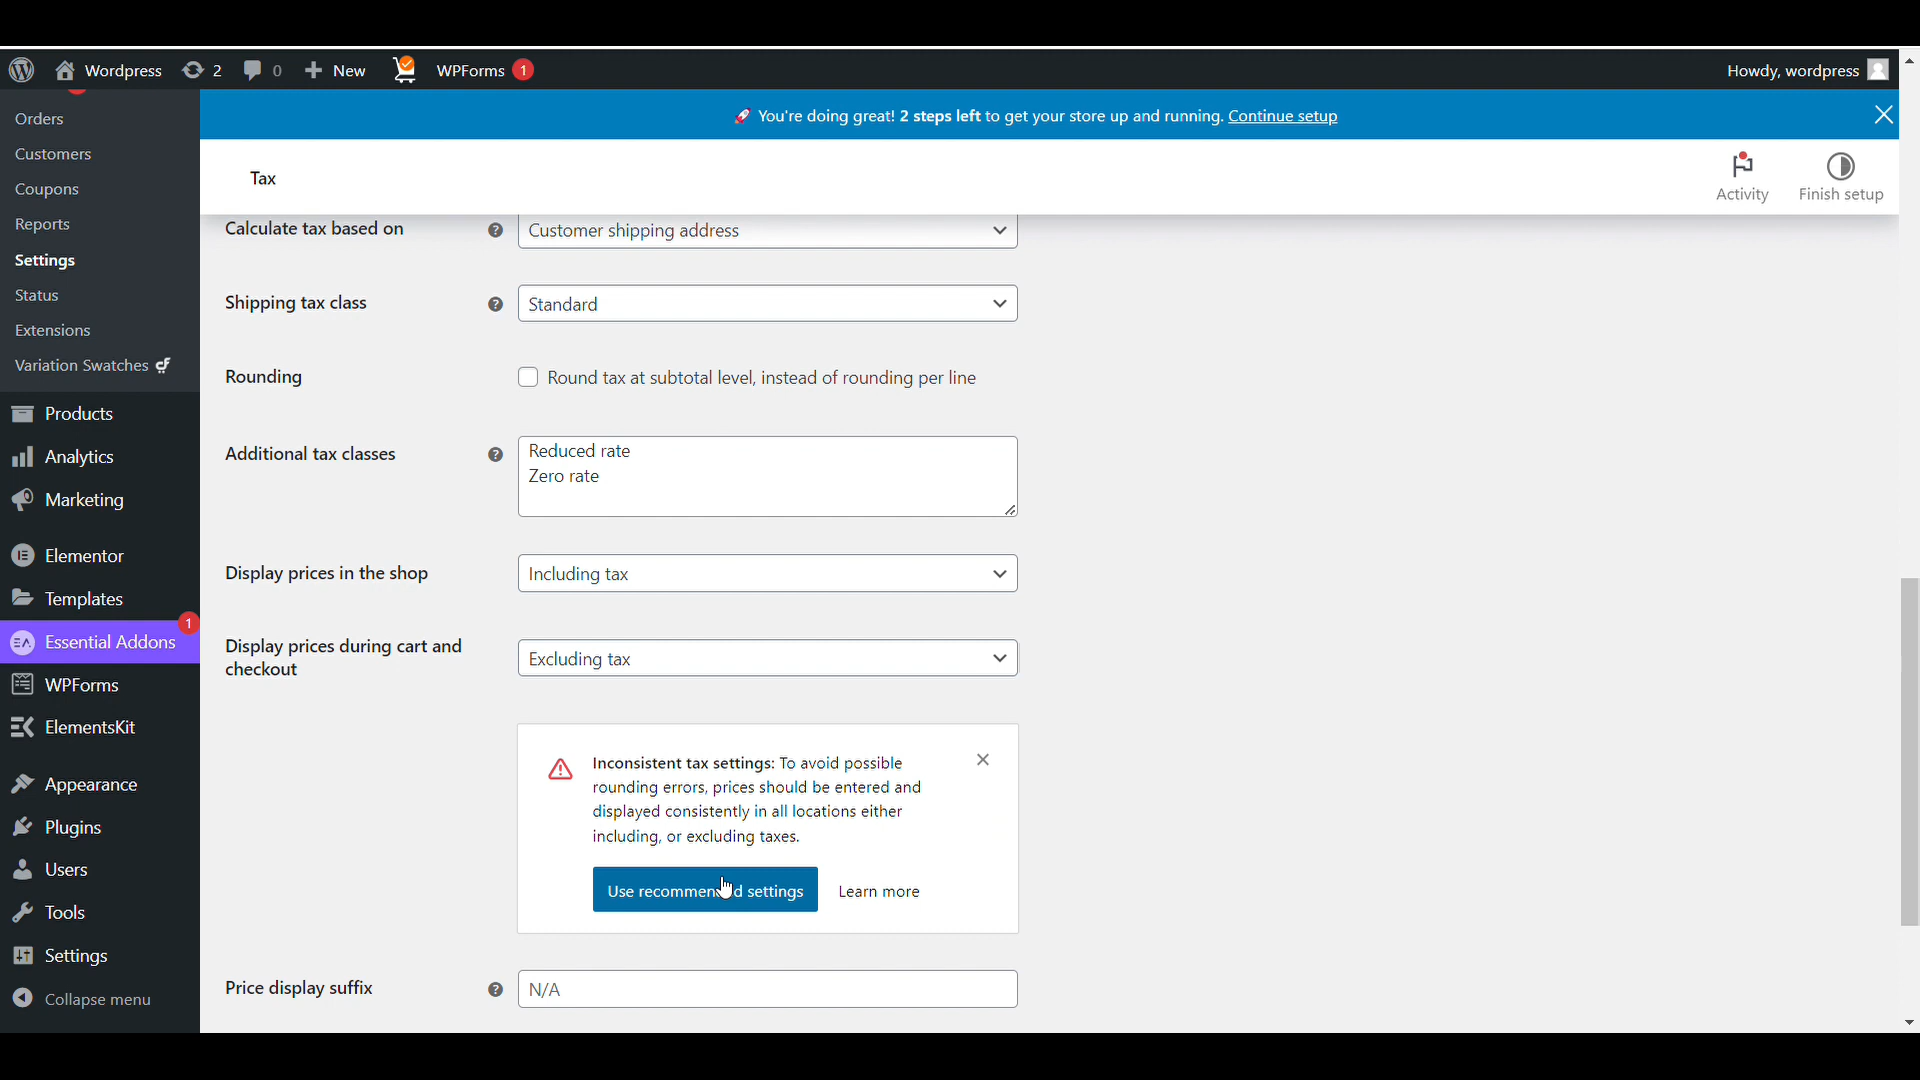 Wordpress 2 0 New WPForms 1 Howdy, wordpress
🚀 You're doing great! 2 steps left to get your store up and running. Continue setup
Tax
Activity
Finish setup
Orders
Customers
Coupons
Reports
Settings
Status
Extensions
Variation Swatches
Products
Analytics
Marketing
Elementor
Templates
Essential Addons 1
WPForms
ElementsKit
Appearance
Plugins
Users
Tools
Settings
Collapse menu
Calculate tax based on
Customer shipping address
Shipping tax class
Standard
Rounding
Round tax at subtotal level, instead of rounding per line
Additional tax classes
Reduced rate
Zero rate
Display prices in the shop
Including tax
Display prices during cart and
checkout
Excluding tax
Inconsistent tax settings: To avoid possible
rounding errors, prices should be entered and
displayed consistently in all locations either
including, or excluding taxes.
Use recommended settings
Learn more
Price display suffix
N/A